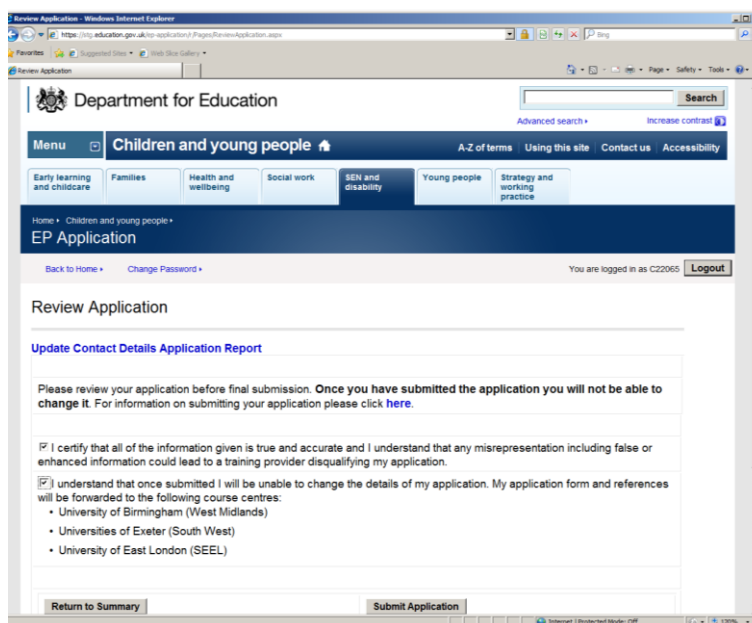 Review Application - Windows Internet Explorer
https://stg.education.gov.uk/ep-application/r/Pages/ReviewApplication.aspx
Bing
Favorites Suggested Sites Web Slice Gallery
Review Application
Page Safety Tools
Department for Education
Search
Advanced search
Increase contrast
Menu
Children and young people
A-Z of terms Using this site Contact us Accessibility
Early learning and childcare
Families
Health and wellbeing
Social work
SEN and disability
Young people
Strategy and working practice
Home Children and young people
EP Application
Back to Home Change Password
You are logged in as C22065 Logout
Review Application
Update Contact Details Application Report
Please review your application before final submission. Once you have submitted the application you will not be able to
change it. For information on submitting your application please click here.
I certify that all of the information given is true and accurate and I understand that any misrepresentation including false or
enhanced information could lead to a training provider disqualifying my application.
I understand that once submitted I will be unable to change the details of my application. My application form and references
will be forwarded to the following course centres:
• University of Birmingham (West Midlands)
• Universities of Exeter (South West)
• University of East London (SEEL)
Return to Summary
Submit Application
Internet | Protected Mode: Off
120%